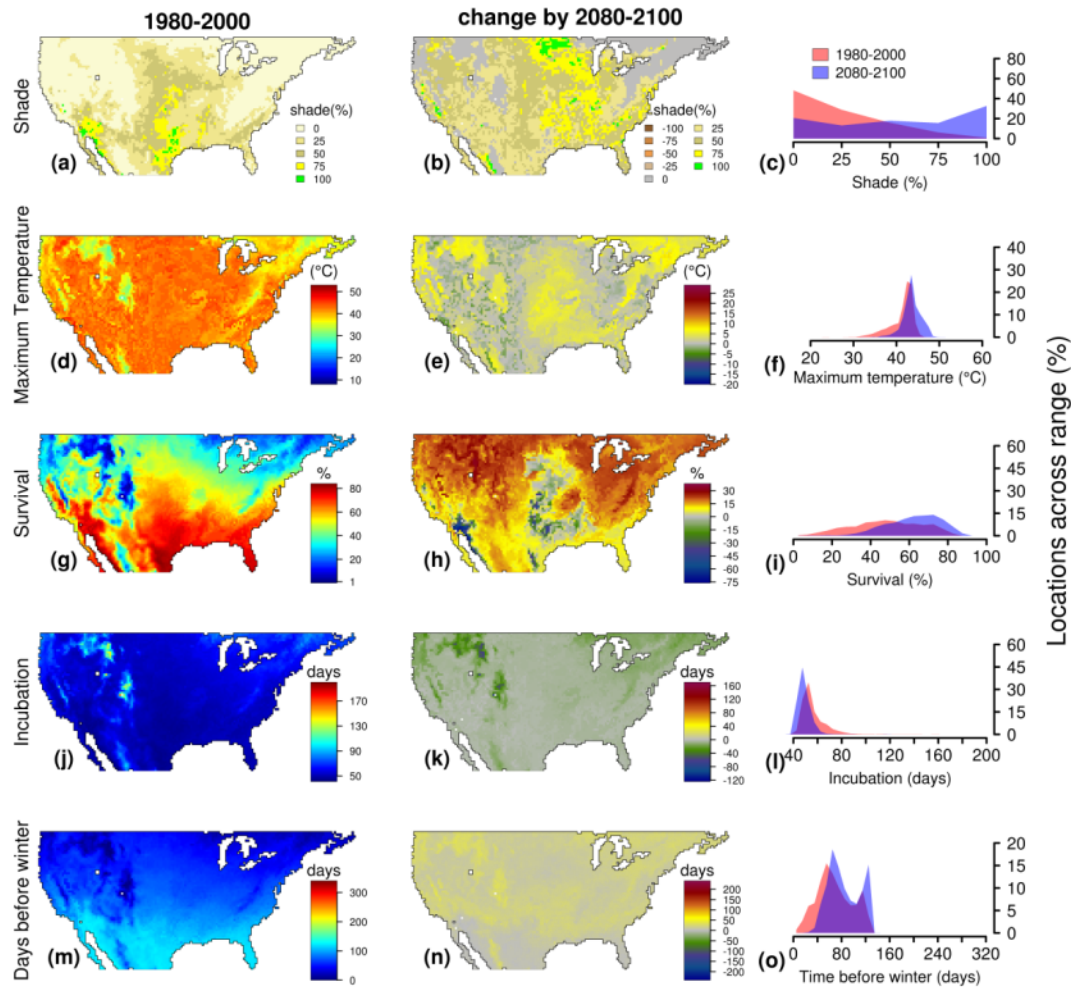 1980-2000
change by 2080-2100
Shade
shade(%)
0
25
50
75
100
(a)
shade(%)
-100 25
-75 50
-50 75
-25 100
0
(b)
1980-2000
2080-2100
80
60
40
20
0
0 25 50 75 100
(c)
Shade (%)
Maximum Temperature
(°C)
50
40
30
20
10
(d)
(°C)
25
20
15
10
5
0
-5
-10
-15
-20
(e)
40
30
20
10
0
20 30 40 50 60
(f)
Maximum temperature (°C)
Survival
%
80
60
40
20
1
(g)
%
30
15
0
-15
-30
-45
-60
-75
(h)
60
45
30
15
0
0 20 40 60 80 100
(i)
Survival (%)
Incubation
days
170
130
90
50
(j)
days
160
120
80
40
0
-40
-80
-120
(k)
60
45
30
15
0
40 80 120 160 200
(l)
Incubation (days)
Days before winter
days
300
200
100
0
(m)
days
200
150
100
50
0
-50
-100
-150
-200
(n)
20
15
10
5
0
0 80 160 240 320
(o)
Time before winter (days)
Locations across range (%)